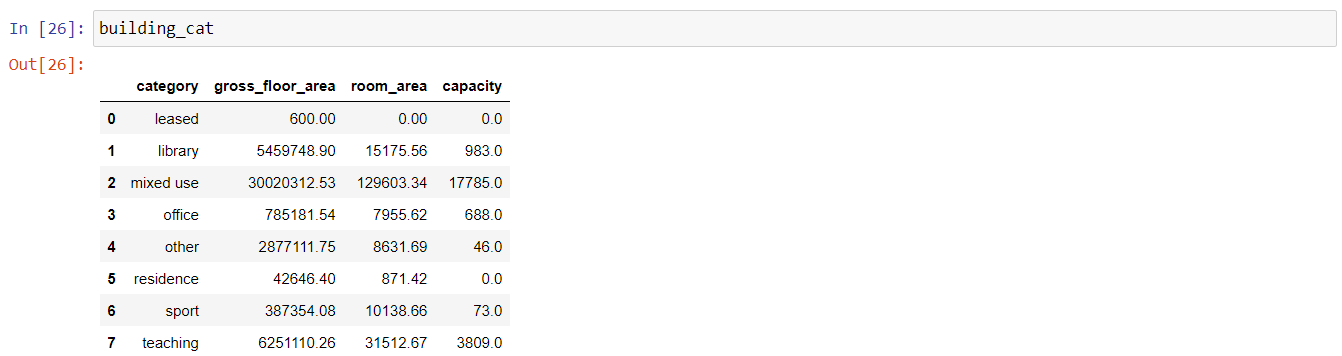 In [26]: building_cat
Out[26]:
category gross_floor_area room_area capacity
0 leased 600.00 0.00 0.0
1 library 5459748.90 15175.56 983.0
2 mixed use 30020312.53 129603.34 17785.0
3 office 785181.54 7955.62 688.0
4 other 2877111.75 8631.69 46.0
5 residence 42646.40 871.42 0.0
6 sport 387354.08 10138.66 73.0
7 teaching 6251110.26 31512.67 3809.0